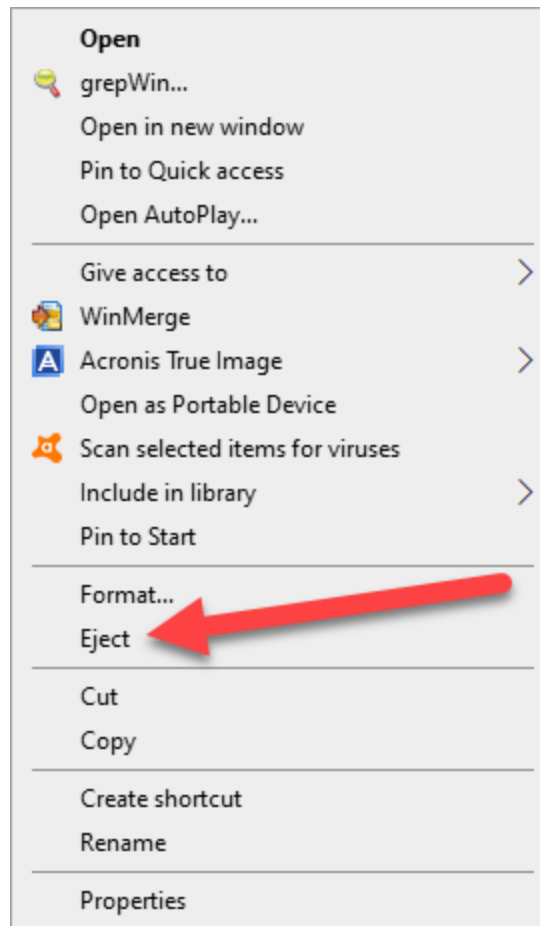 Open
grepWin...
Open in new window
Pin to Quick access
Open AutoPlay...
Give access to
WinMerge
Acronis True Image
Open as Portable Device
Scan selected items for viruses
Include in library
Pin to Start
Format...
Eject
Cut
Copy
Create shortcut
Rename
Properties